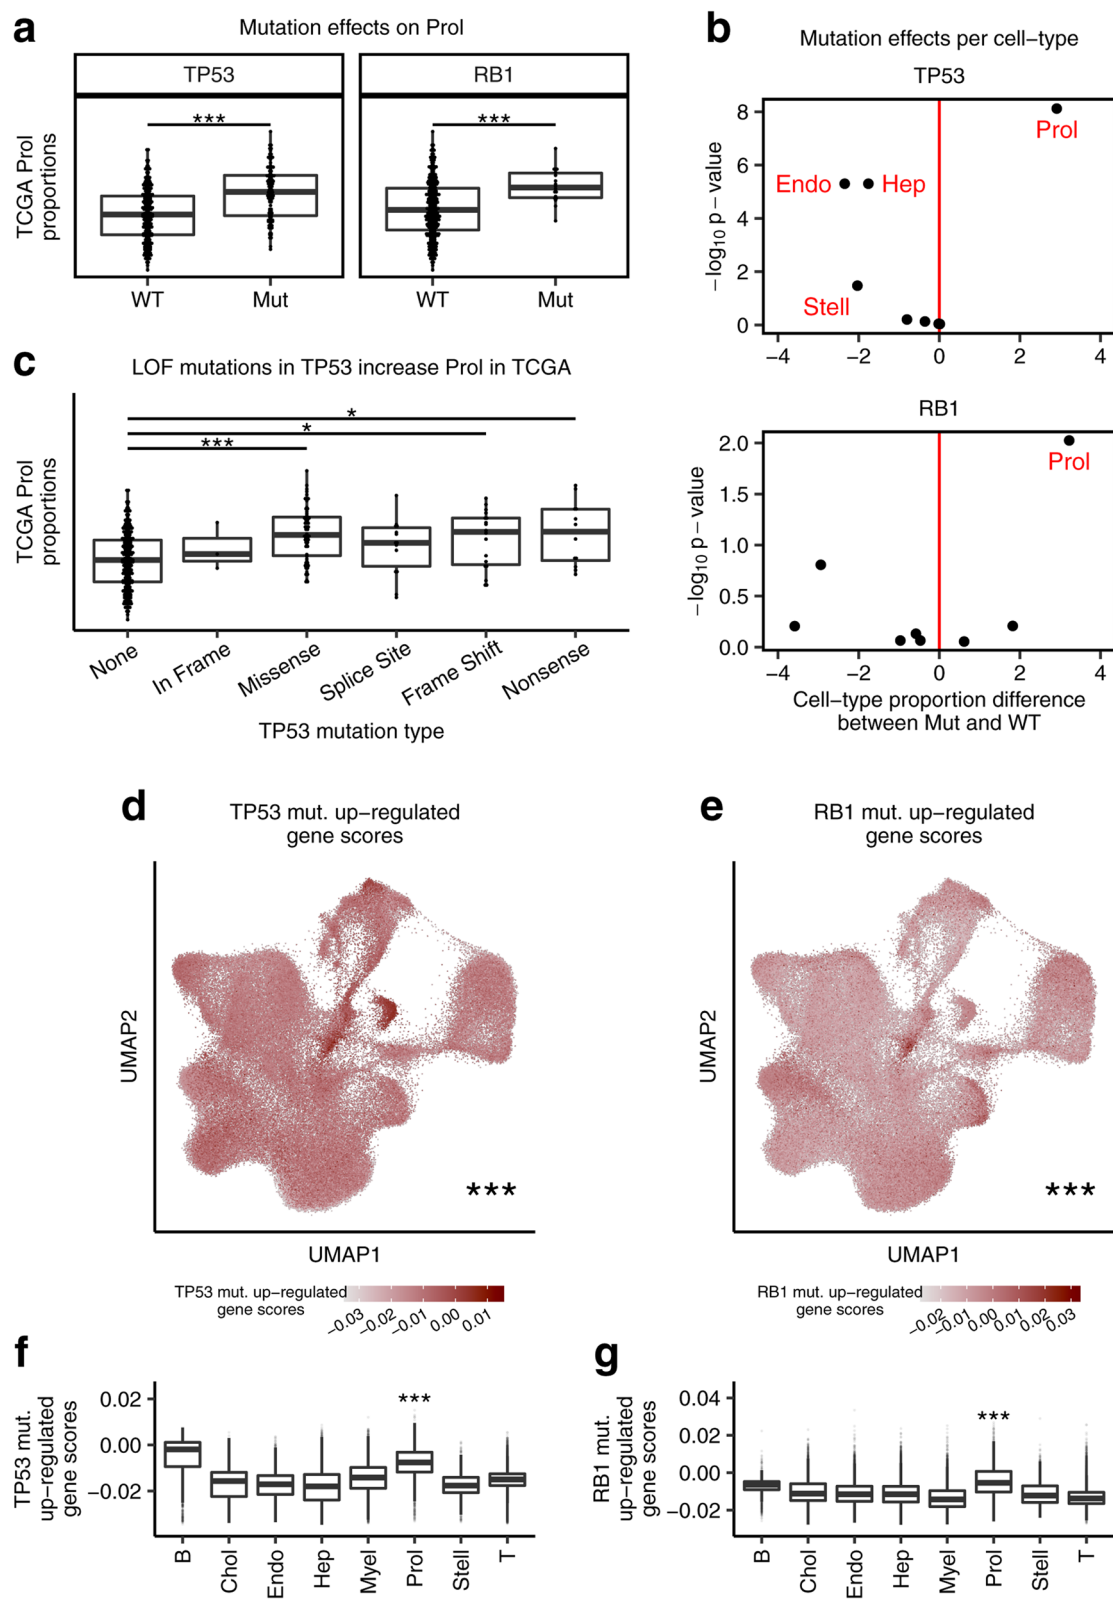 a
Mutation effects on Prol
TP53
RB1
***
***
TCGA Prol
proportions
WT
Mut
WT
Mut
b
Mutation effects per cell−type
TP53
−log10 p−value
8
6
4
2
0
Prol
Endo
Hep
Stell
−4
−2
0
2
4
RB1
−log10 p−value
2.0
1.5
1.0
0.5
0.0
Prol
−4
−2
0
2
4
Cell−type proportion difference
between Mut and WT
c
LOF mutations in TP53 increase Prol in TCGA
*
*
***
TCGA Prol
proportions
None
In Frame
Missense
Splice Site
Frame Shift
Nonsense
TP53 mutation type
d
TP53 mut. up−regulated
gene scores
UMAP2
***
UMAP1
TP53 mut. up−regulated
gene scores
−0.03
−0.02
−0.01
0.00
0.01
e
RB1 mut. up−regulated
gene scores
UMAP2
***
UMAP1
RB1 mut. up−regulated
gene scores
−0.02
−0.01
0.00
0.01
0.02
0.03
f
TP53 mut.
up−regulated
gene scores
0.02
0.00
−0.02
***
B
Chol
Endo
Hep
Myel
Prol
Stell
T
g
RB1 mut.
up−regulated
gene scores
0.04
0.02
0.00
−0.02
***
B
Chol
Endo
Hep
Myel
Prol
Stell
T